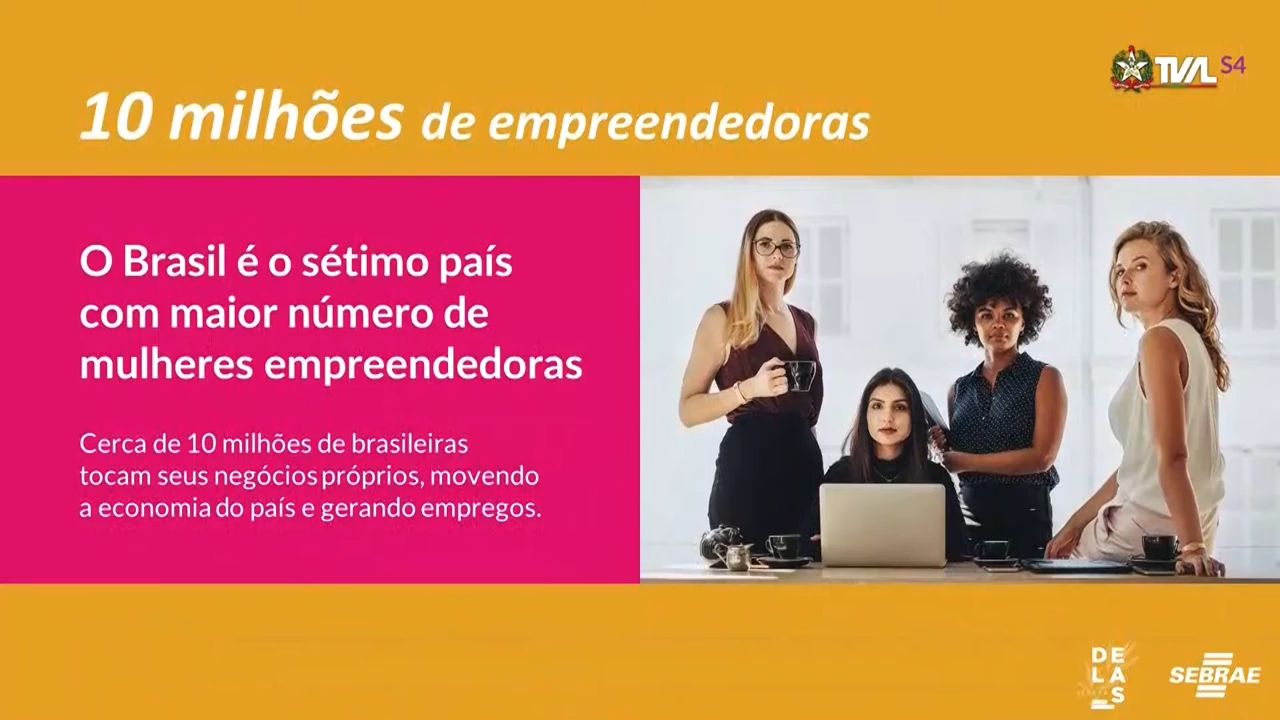 TVAL S4
10 milhões de empreendedoras
O Brasil é o sétimo país
com maior número de
mulheres empreendedoras
Cerca de 10 milhões de brasileiras
tocam seus negócios próprios, movendo
a economia do país e gerando empregos.
DE
LA
S
SEBRAE